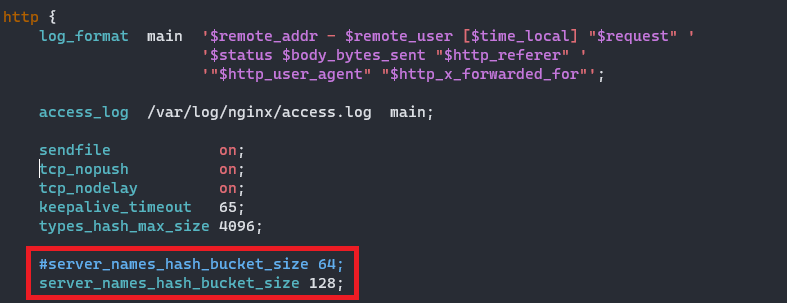 http {
    log_format  main  '$remote_addr - $remote_user [$time_local] "$request" '
                      '$status $body_bytes_sent "$http_referer" '
                      '"$http_user_agent" "$http_x_forwarded_for"';
    access_log  /var/log/nginx/access.log  main;
    sendfile            on;
    tcp_nopush          on;
    tcp_nodelay         on;
    keepalive_timeout   65;
    types_hash_max_size 4096;
    #server_names_hash_bucket_size 64;
    server_names_hash_bucket_size 128;